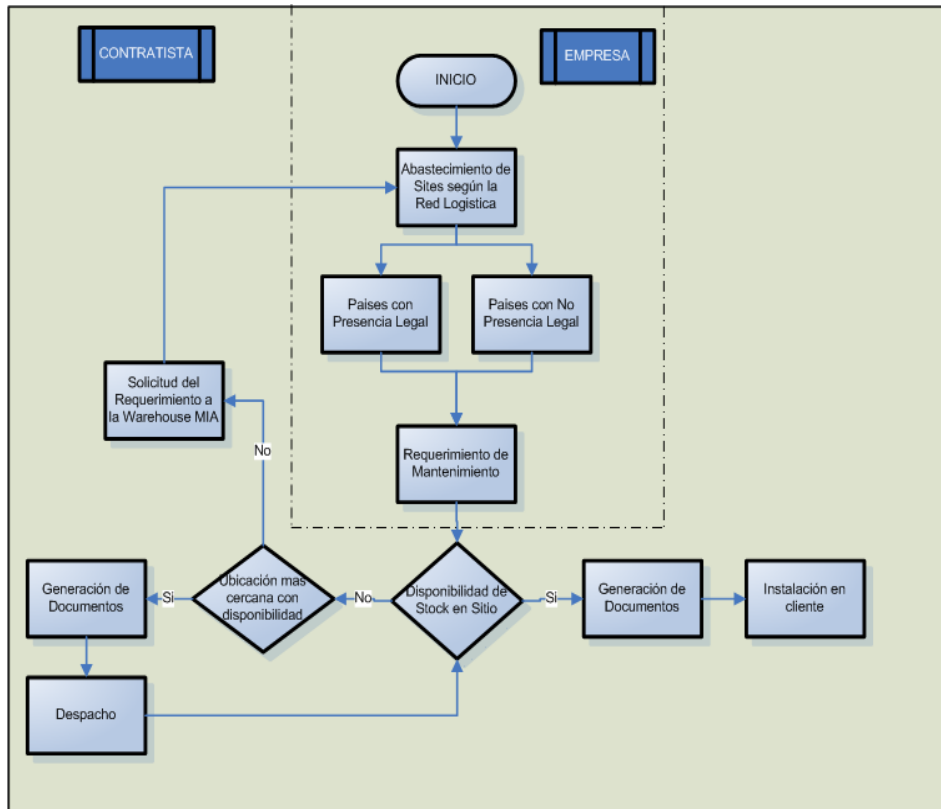 CONTRATISTA
EMPRESA
INICIO
Abastecimiento de
Sites según la
Red Logistica
Paises con
Presencia Legal
Paises con No
Presencia Legal
Solicitud del
Requerimiento a
la Warehouse MIA
No
Requerimiento de
Mantenimiento
Generación de
Documentos
Si
Ubicación mas
cercana con
disponibilidad
No
Disponibilidad de
Stock en Sitio
Si
Generación de
Documentos
Instalación en
cliente
Despacho